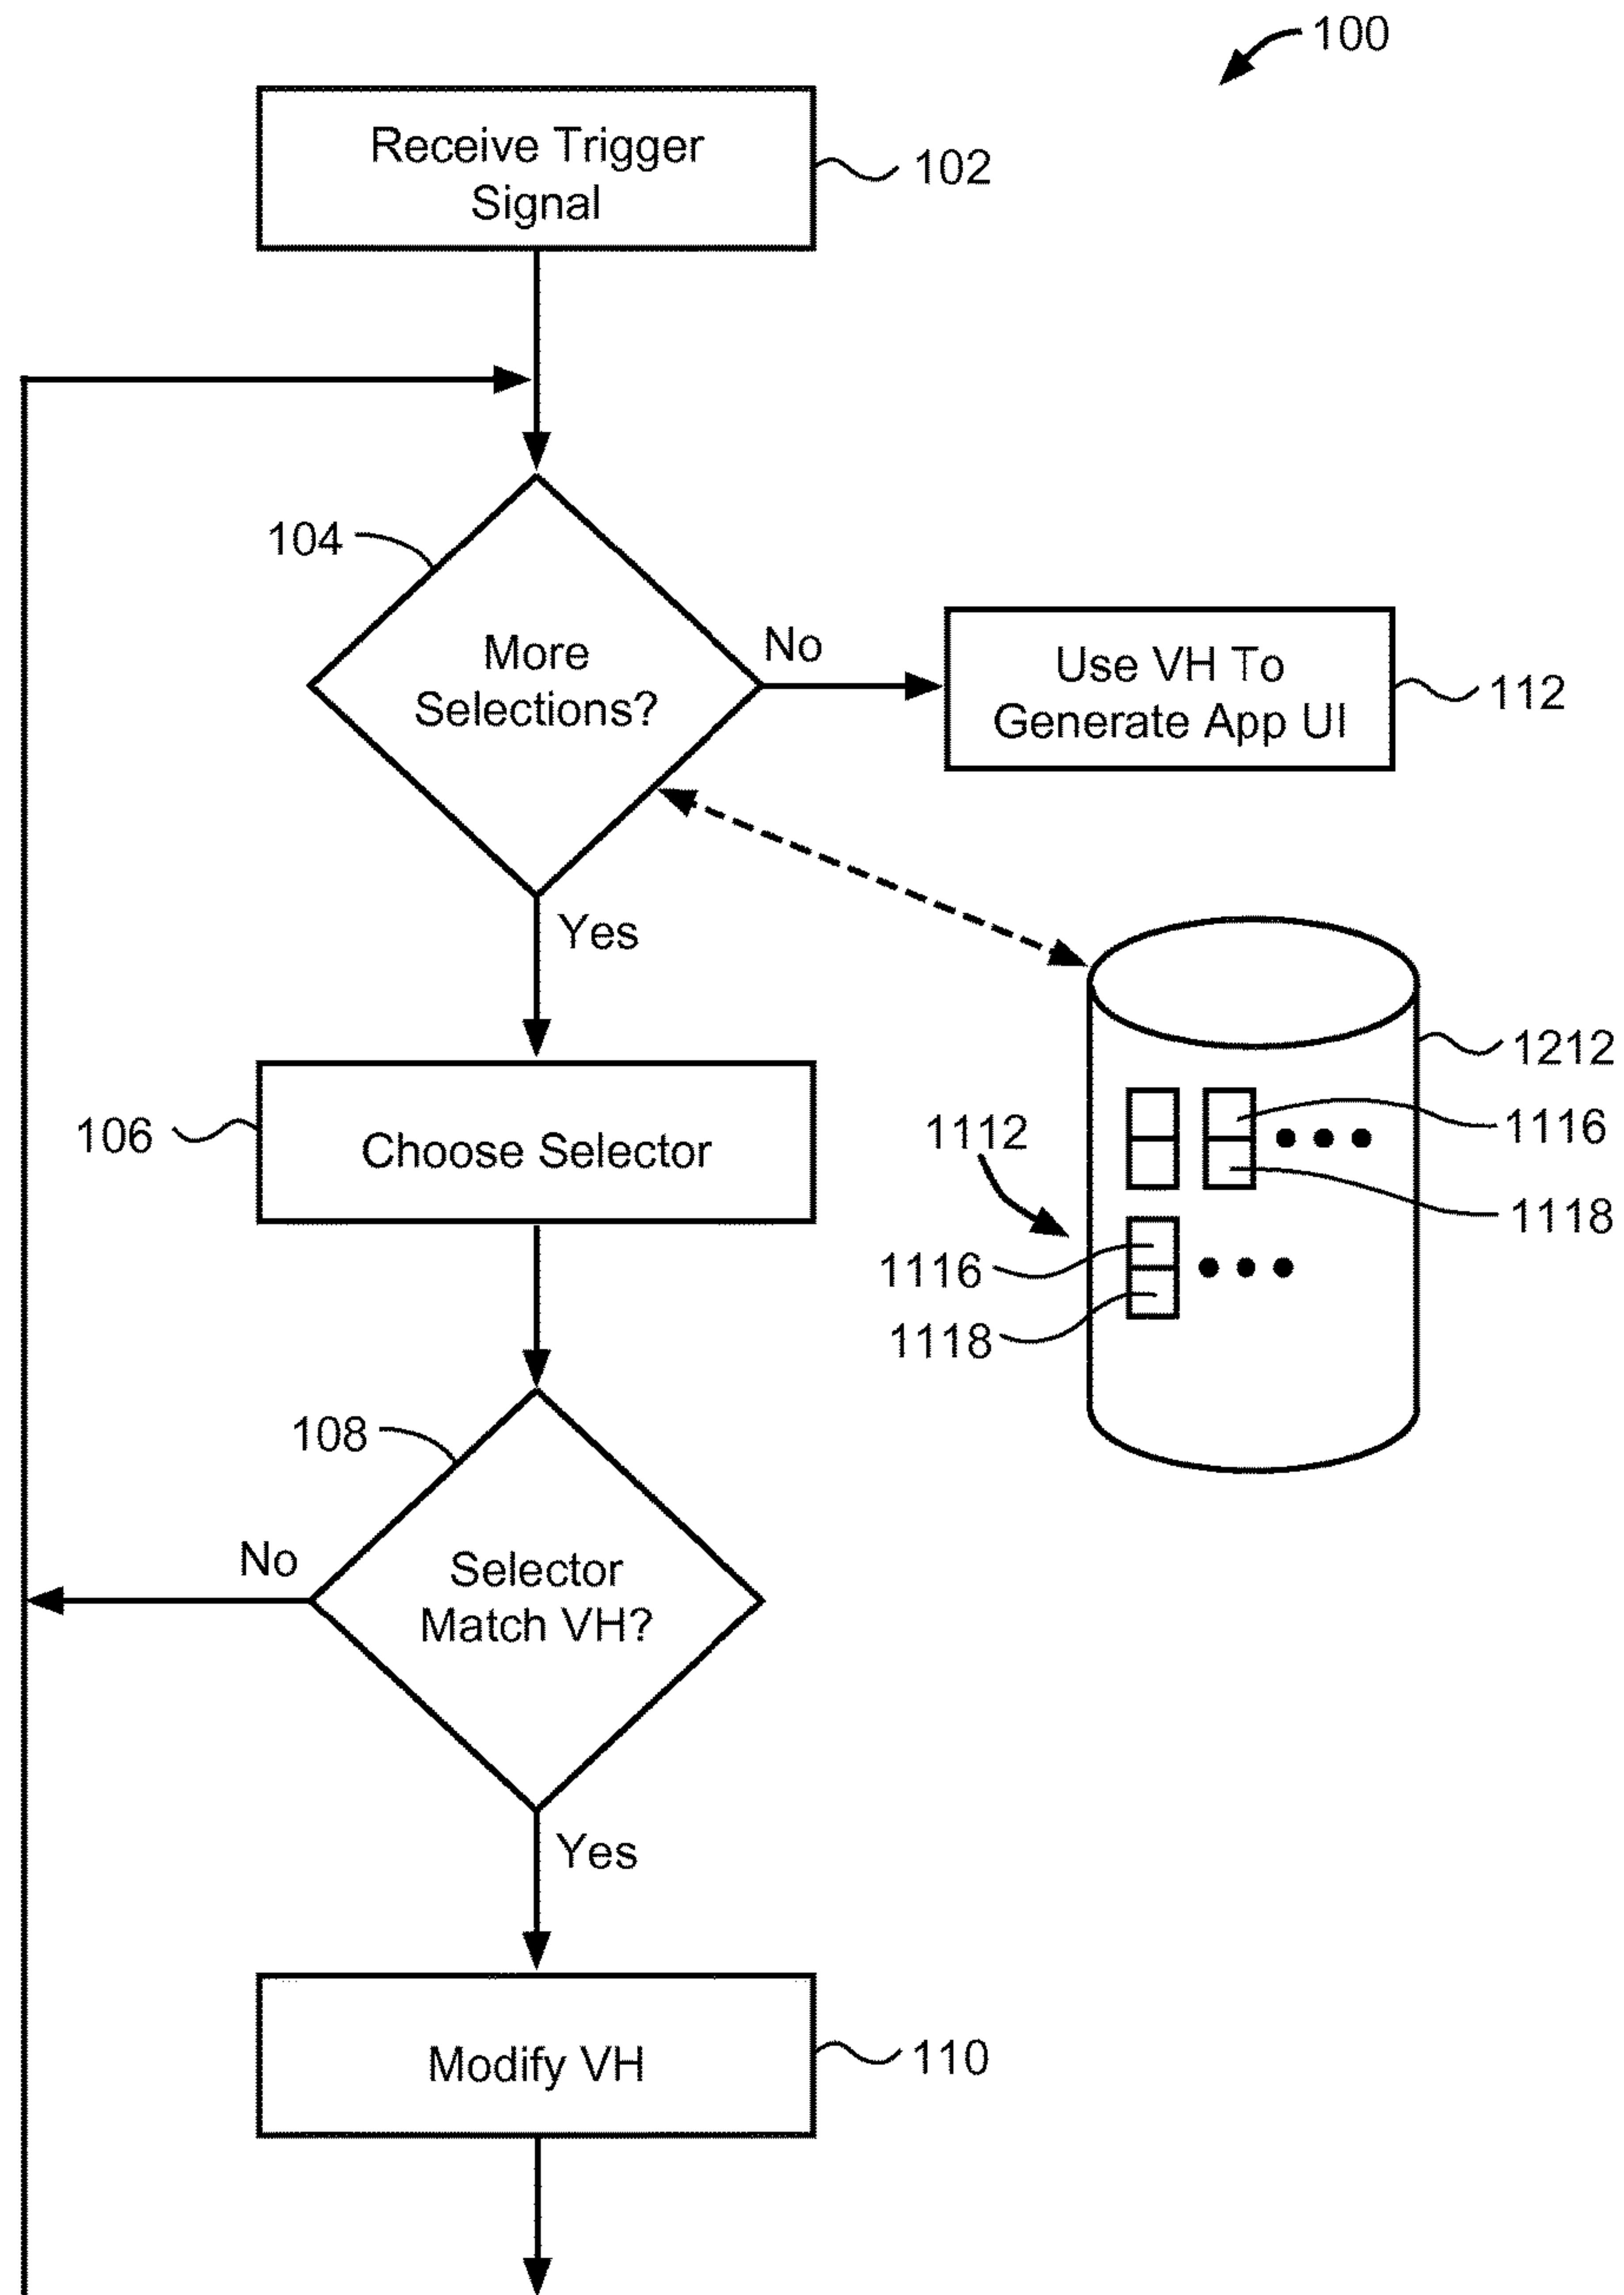 100
Receive Trigger
Signal
102
104
More
Selections?
No
Use VH To
Generate App UI
112
Yes
1212
106
Choose Selector
1112
1116
1118
1116
1118
108
No
Selector
Match VH?
Yes
Modify VH
110